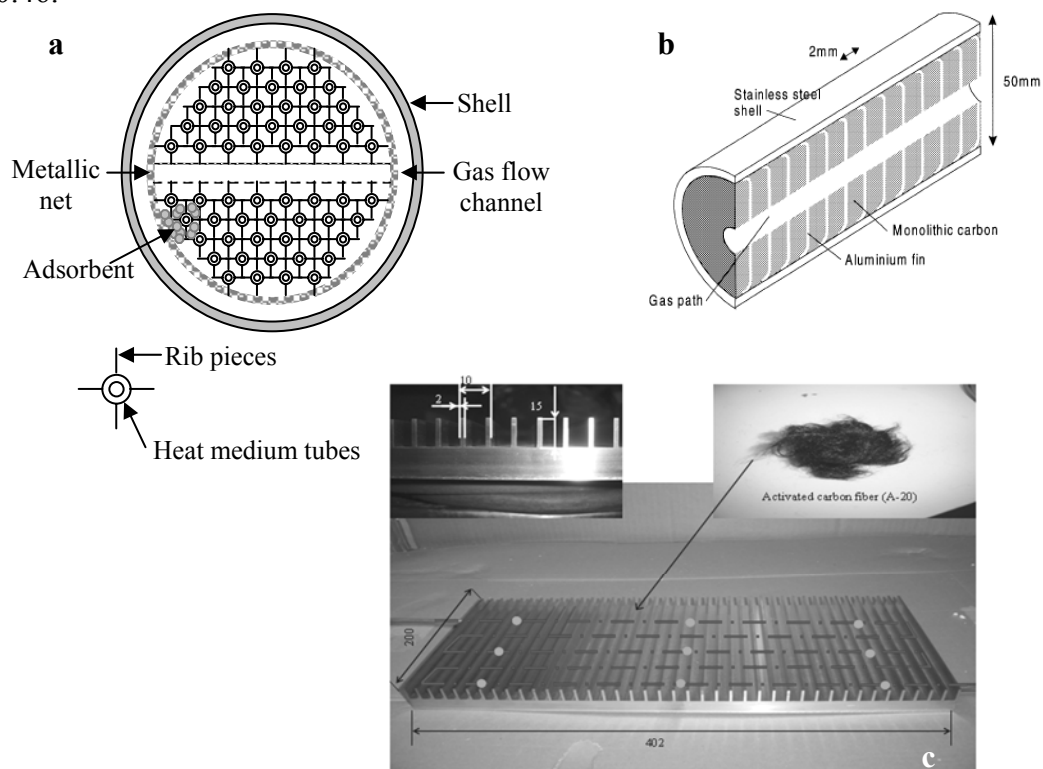 a
Shell
Metallic
net
Gas flow
channel
Adsorbent
Rib pieces
Heat medium tubes
b
2mm
50mm
Stainless steel
shell
Monolithic carbon
Aluminium fin
Gas path
10
2
15
Activated carbon fiber (A-20)
200
402
c